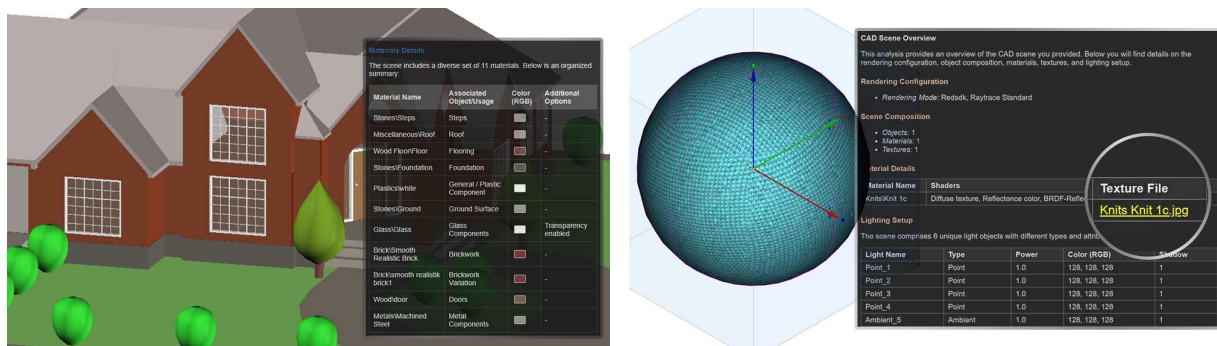 Materials Details
The scene includes a diverse set of 11 materials. Below is an organized
summary:
Material Name Associated Object/Usage Color (RGB) Additional Options
Stones\Steps Steps -
Miscellaneous\Roof Roof -
Wood Floor\Floor Flooring -
Stones\Foundation Foundation -
Plastics\white General / Plastic Component -
Stones\Ground Ground Surface -
Glass\Glass Glass Components Transparency enabled
Brick\Smooth Realistic Brick Brickwork -
Brick\smooth realistik brick1 Brickwork Variation -
Wood\door Doors -
Metals\Machined Steel Metal Components -
CAD Scene Overview
This analysis provides an overview of the CAD scene you provided. Below you will find details on the
rendering configuration, object composition, materials, textures, and lighting setup.
Rendering Configuration
• Rendering Mode: Redsdk, Raytrace Standard
Scene Composition
• Objects: 1
• Materials: 1
• Textures: 1
Material Details
Material Name Shaders Texture File
Knits\Knit 1c Diffuse texture, Reflectance color, BRDF-Refle Knits Knit 1c.jpg
Lighting Setup
The scene comprises 6 unique light objects with different types and attrib
Light Name Type Power Color (RGB) Shadow
Point_1 Point 1.0 128, 128, 128 1
Point_2 Point 1.0 128, 128, 128 1
Point_3 Point 1.0 128, 128, 128 1
Point_4 Point 1.0 128, 128, 128 1
Ambient_5 Ambient 1.0 128, 128, 128 1